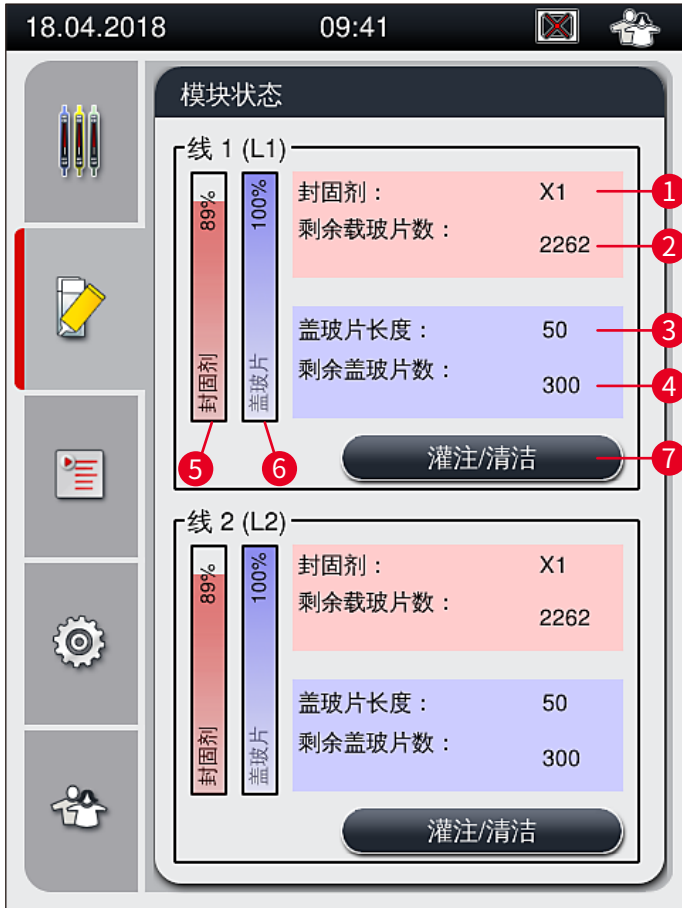 18.04.2018 09:41
模块状态
线 1 (L1)
89%
封固剂
100%
盖玻片
封固剂： X1
剩余载玻片数：
2262
盖玻片长度： 50
剩余盖玻片数：
300
灌注/清洁
1
2
3
4
5
6
7
线 2 (L2)
89%
封固剂
100%
盖玻片
封固剂： X1
剩余载玻片数：
2262
盖玻片长度： 50
剩余盖玻片数：
300
灌注/清洁